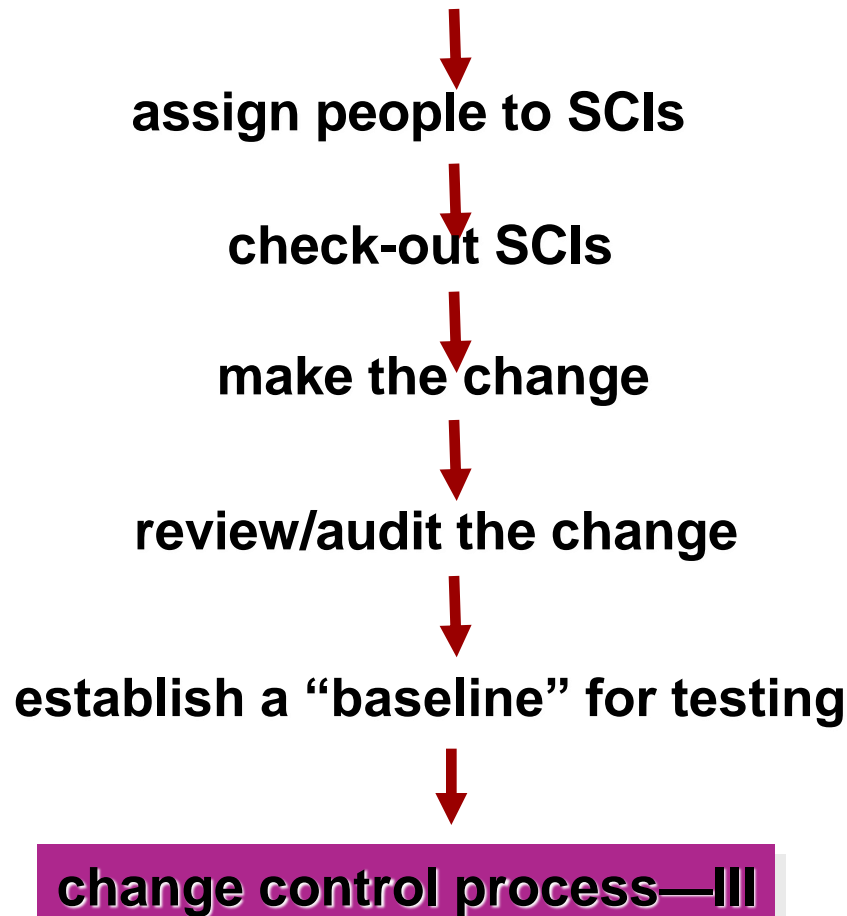 assign people to SCIs
check-out SCIs
make the change
review/audit the change
establish a “baseline” for testing
change control process—III